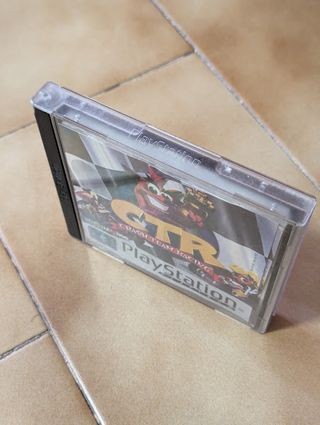 PlayStation
CTR
CRASH TEAM RACING
PlayStation